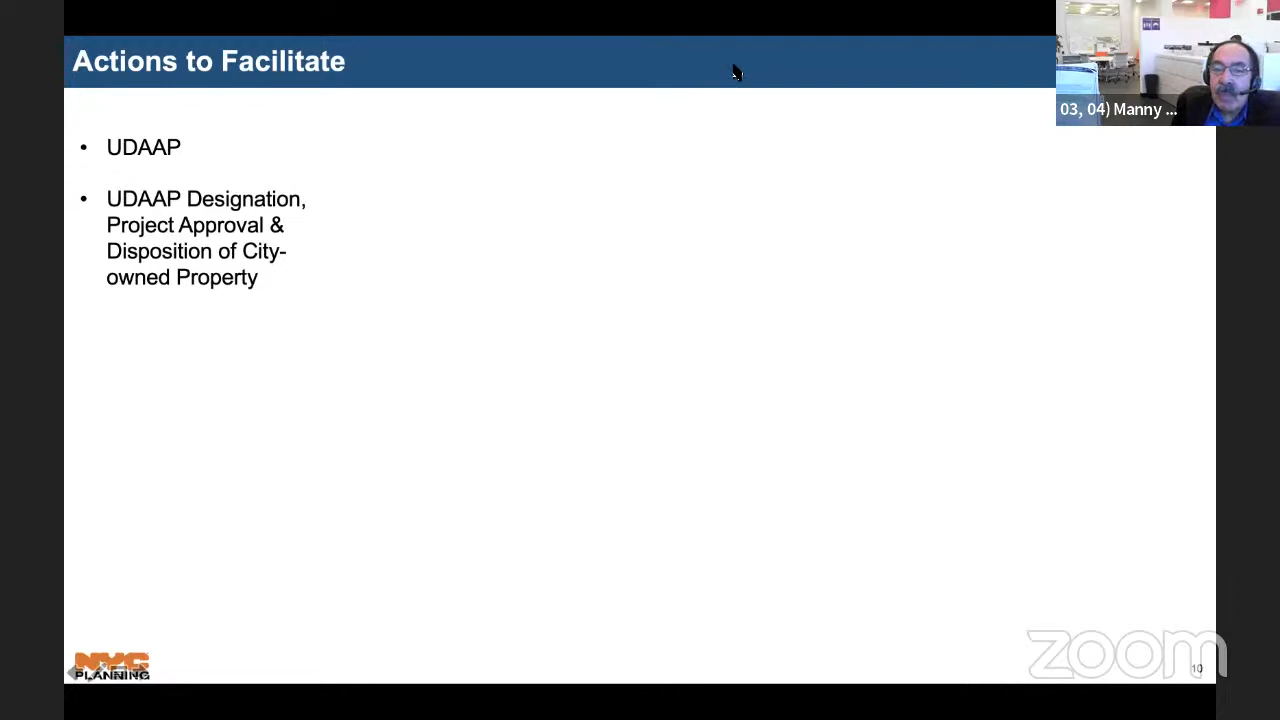 Actions to Facilitate
03, 04) Manny ...
• UDAAP
• UDAAP Designation,
Project Approval &
Disposition of City-
owned Property
NYC
PLANNING
zoom
10